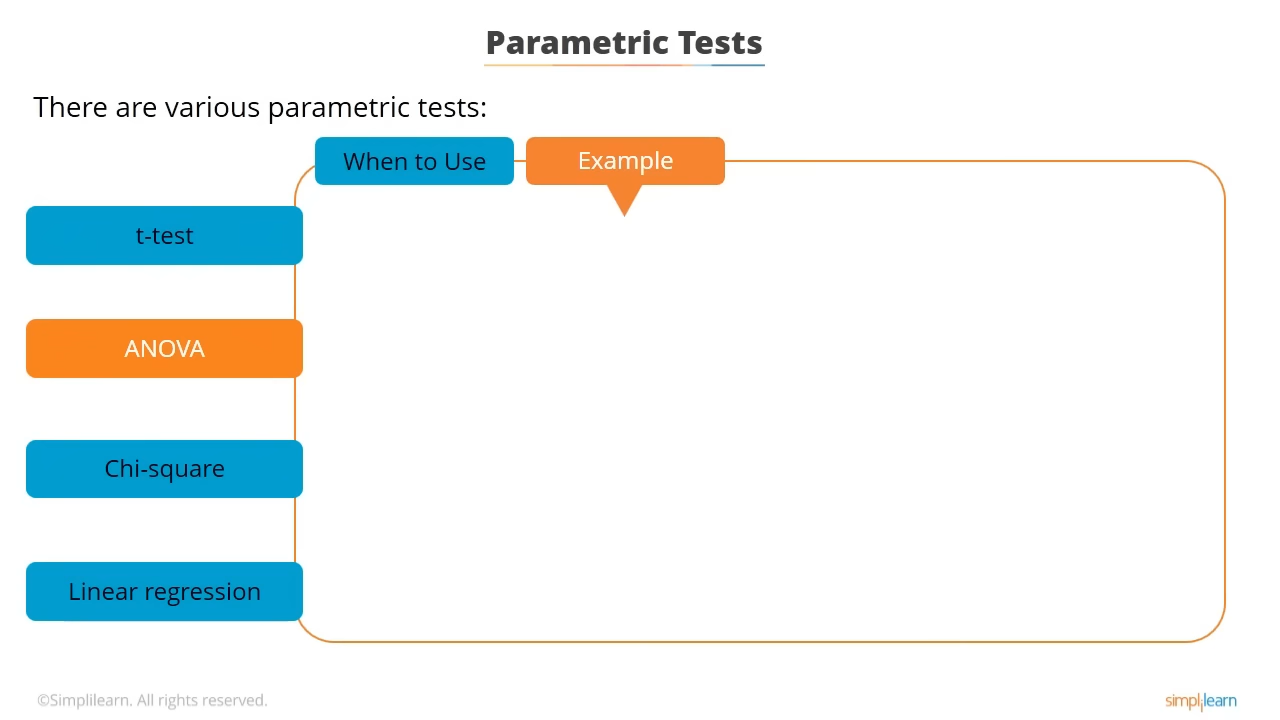 Parametric Tests
There are various parametric tests:
When to Use
Example
t-test
ANOVA
Chi-square
Linear regression
©Simplilearn. All rights reserved.
simplilearn